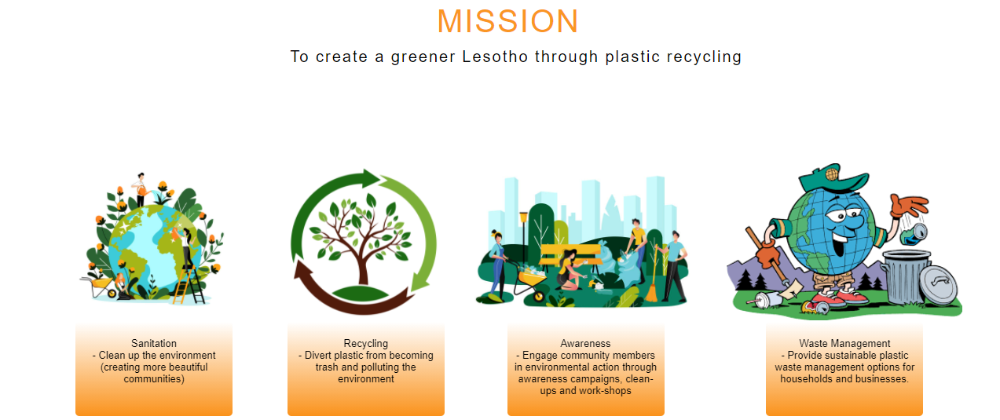 MISSION
To create a greener Lesotho through plastic recycling
Sanitation
- Clean up the environment
(creating more beautiful
communities)
Recycling
- Divert plastic from becoming
trash and polluting the
environment
Awareness
- Engage community members
in environmental action through
awareness campaigns, clean-
ups and work-shops
Waste Management
- Provide sustainable plastic
waste management options for
households and businesses.